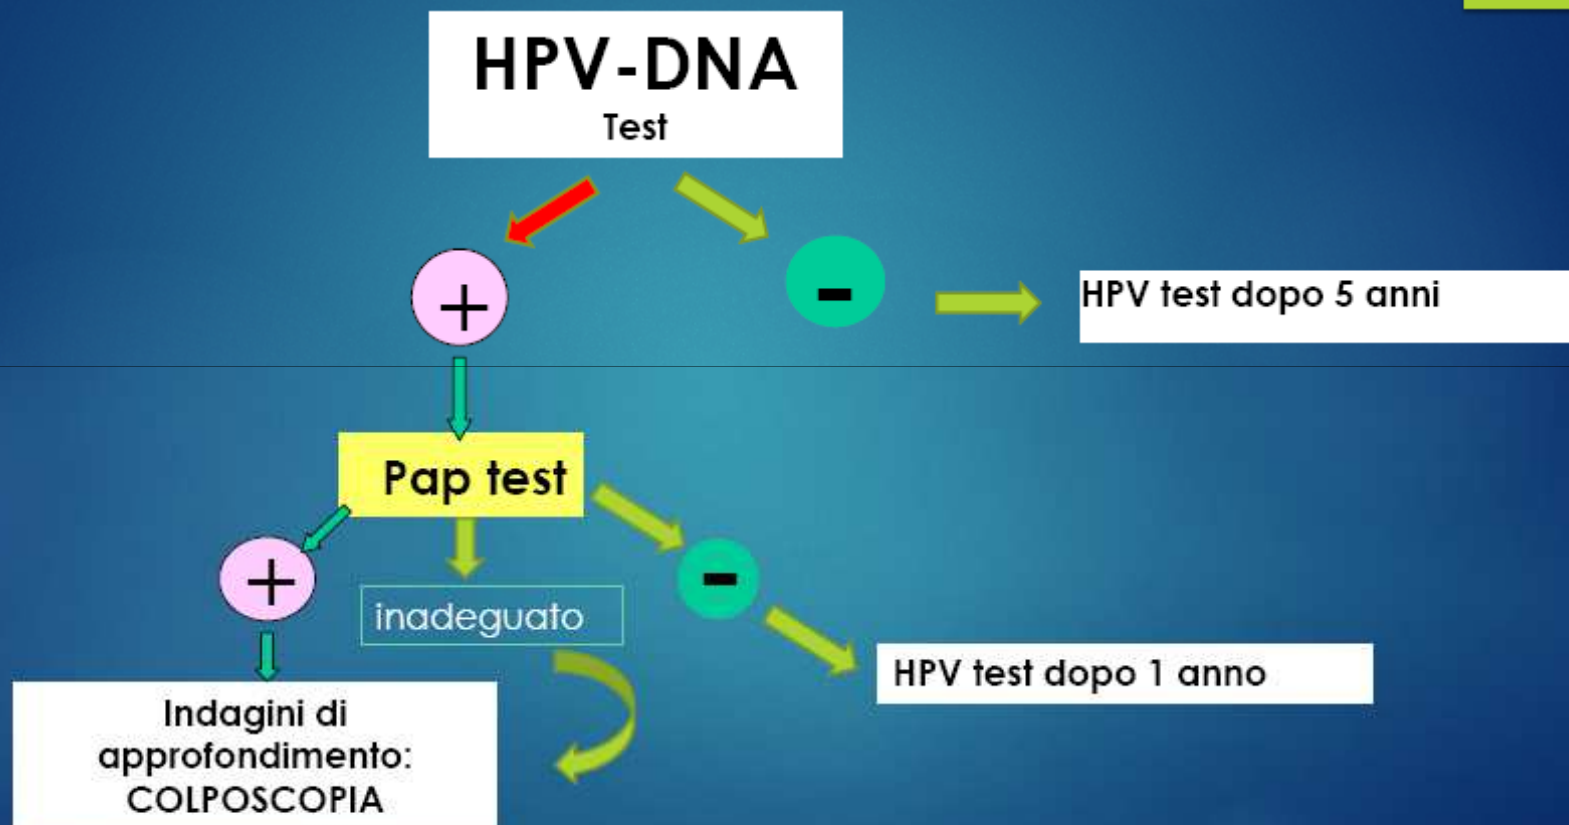 HPV-DNA
Test
+
-
HPV test dopo 5 anni
Pap test
+
inadeguato
-
HPV test dopo 1 anno
Indagini di
approfondimento:
COLPOSCOPIA